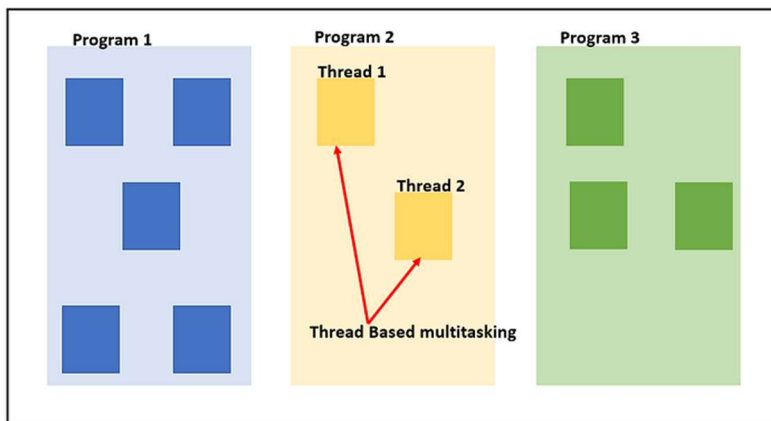 Program 1
Program 2
Program 3
Thread 1
Thread 2
Thread Based multitasking